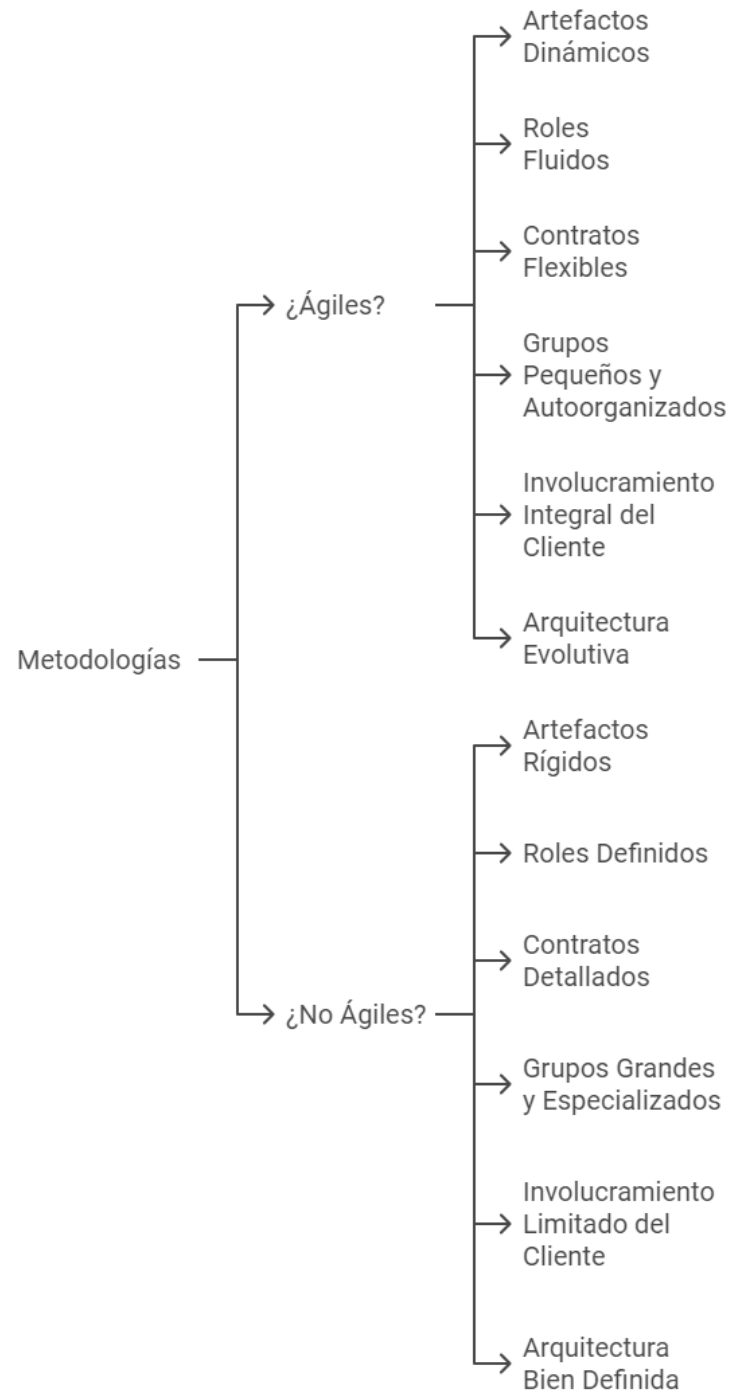 Artefactos
Dinámicos
Roles
Fluidos
Contratos
Flexibles
¿Ágiles?
Grupos
Pequeños y
Autoorganizados
Involucramiento
Integral del
Cliente
Arquitectura
Evolutiva
Metodologías
Artefactos
Rígidos
Roles Definidos
Contratos
Detallados
¿No Ágiles?
Grupos Grandes
y Especializados
Involucramiento
Limitado del
Cliente
Arquitectura
Bien Definida